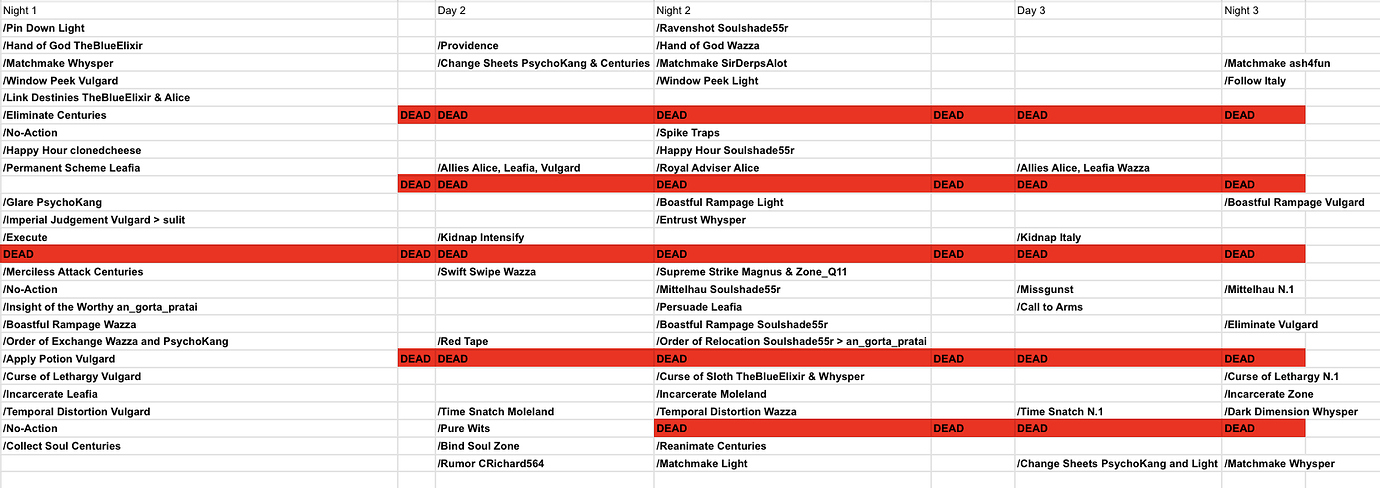 Night 1 Day 2 Night 2 Day 3 Night 3
/Pin Down Light /Ravenshot Soulshade55r
/Hand of God TheBlueElixir /Providence /Hand of God Wazza
/Matchmake Whysper /Change Sheets PsychoKang & Centuries /Matchmake SirDerpsAlot /Matchmake ash4fun
/Window Peek Vulgard /Window Peek Light /Follow Italy
/Link Destinies TheBlueElixir & Alice
/Eliminate Centuries DEAD DEAD DEAD DEAD DEAD DEAD
/No-Action /Spike Traps
/Happy Hour clonedcheese /Happy Hour Soulshade55r
/Permanent Scheme Leafia /Allies Alice, Leafia, Vulgard /Royal Adviser Alice /Allies Alice, Leafia Wazza
DEAD DEAD DEAD DEAD DEAD DEAD
/Glare PsychoKang /Boastful Rampage Light /Boastful Rampage Vulgard
/Imperial Judgement Vulgard > sulit /Entrust Whysper
/Execute /Kidnap Intensify /Kidnap Italy
DEAD DEAD DEAD DEAD DEAD DEAD DEAD
/Merciless Attack Centuries /Swift Swipe Wazza /Supreme Strike Magnus & Zone_Q11
/No-Action /Mittelhau Soulshade55r /Missgunst /Mittelhau N.1
/Insight of the Worthy an_gorta_pratai /Persuade Leafia /Call to Arms
/Boastful Rampage Wazza /Boastful Rampage Soulshade55r /Eliminate Vulgard
/Order of Exchange Wazza and PsychoKang /Red Tape /Order of Relocation Soulshade55r > an_gorta_pratai
/Apply Potion Vulgard DEAD DEAD DEAD DEAD DEAD DEAD
/Curse of Lethargy Vulgard /Curse of Sloth TheBlueElixir & Whysper /Curse of Lethargy N.1
/Incarcerate Leafia /Incarcerate Moleland /Incarcerate Zone
/Temporal Distortion Vulgard /Time Snatch Moleland /Temporal Distortion Wazza /Time Snatch N.1 /Dark Dimension Whysper
/No-Action /Pure Wits DEAD DEAD DEAD DEAD
/Collect Soul Centuries /Bind Soul Zone /Reanimate Centuries
/Rumor CRichard564 /Matchmake Light /Change Sheets PsychoKang and Light /Matchmake Whysper